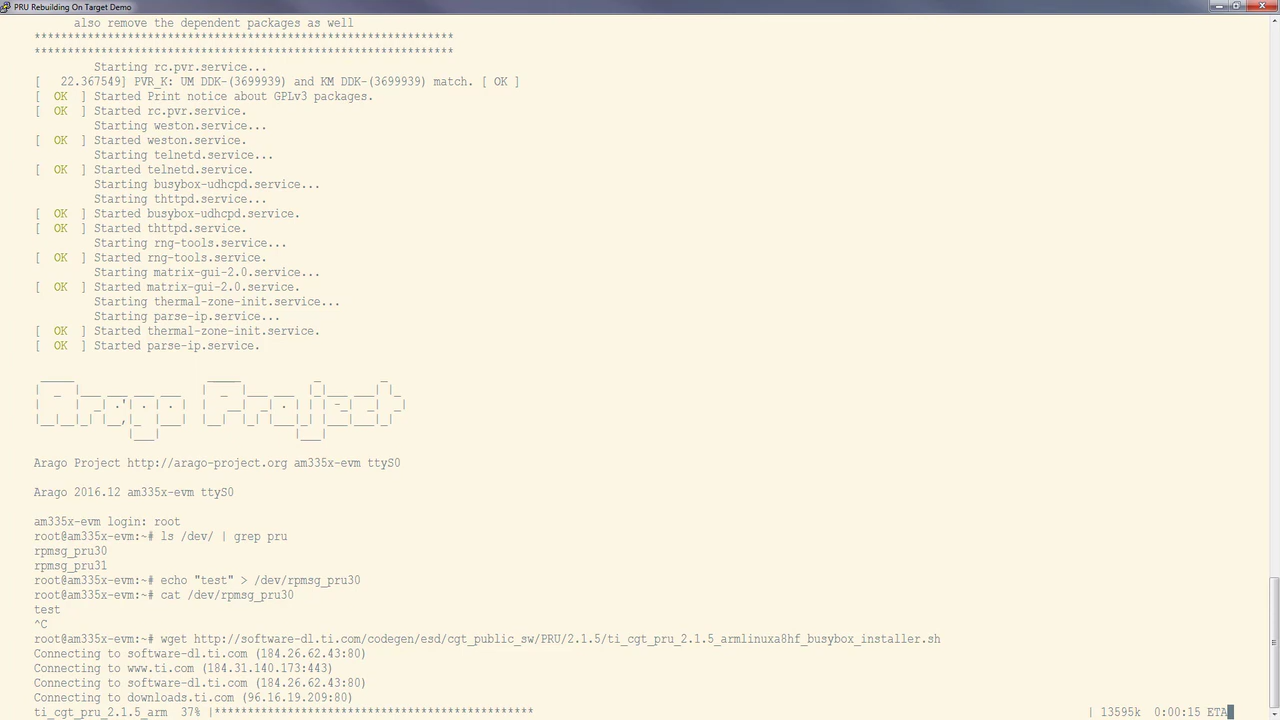 PRU Rebuilding On Target Demo
also remove the dependent packages as well
***************************************************************
***************************************************************
Starting rc.pvr.service...
[   22.367549] PVR_K: UM DDK-(3699939) and KM DDK-(3699939) match. [ OK ]
[  OK  ] Started Print notice about GPLv3 packages.
[  OK  ] Started rc.pvr.service.
Starting weston.service...
[  OK  ] Started weston.service.
Starting telnetd.service...
[  OK  ] Started telnetd.service.
Starting busybox-udhcpd.service...
Starting thttpd.service...
[  OK  ] Started busybox-udhcpd.service.
[  OK  ] Started thttpd.service.
Starting rng-tools.service...
[  OK  ] Started rng-tools.service.
Starting matrix-gui-2.0.service...
[  OK  ] Started matrix-gui-2.0.service.
Starting thermal-zone-init.service...
Starting parse-ip.service...
[  OK  ] Started thermal-zone-init.service.
[  OK  ] Started parse-ip.service.
Arago Project
Arago Project http://arago-project.org am335x-evm ttyS0
Arago 2016.12 am335x-evm ttyS0
am335x-evm login: root
root@am335x-evm:~# ls /dev/ | grep pru
rpmsg_pru30
rpmsg_pru31
root@am335x-evm:~# echo "test" > /dev/rpmsg_pru30
root@am335x-evm:~# cat /dev/rpmsg_pru30
test
^C
root@am335x-evm:~# wget http://software-dl.ti.com/codegen/esd/cgt_public_sw/PRU/2.1.5/ti_cgt_pru_2.1.5_armlinuxa8hf_busybox_installer.sh
Connecting to software-dl.ti.com (184.26.62.43:80)
Connecting to www.ti.com (184.31.140.173:443)
Connecting to software-dl.ti.com (184.26.62.43:80)
Connecting to downloads.ti.com (96.16.19.209:80)
ti_cgt_pru_2.1.5_arm  37% |************************************************ | 13595k  0:00:15 ETA